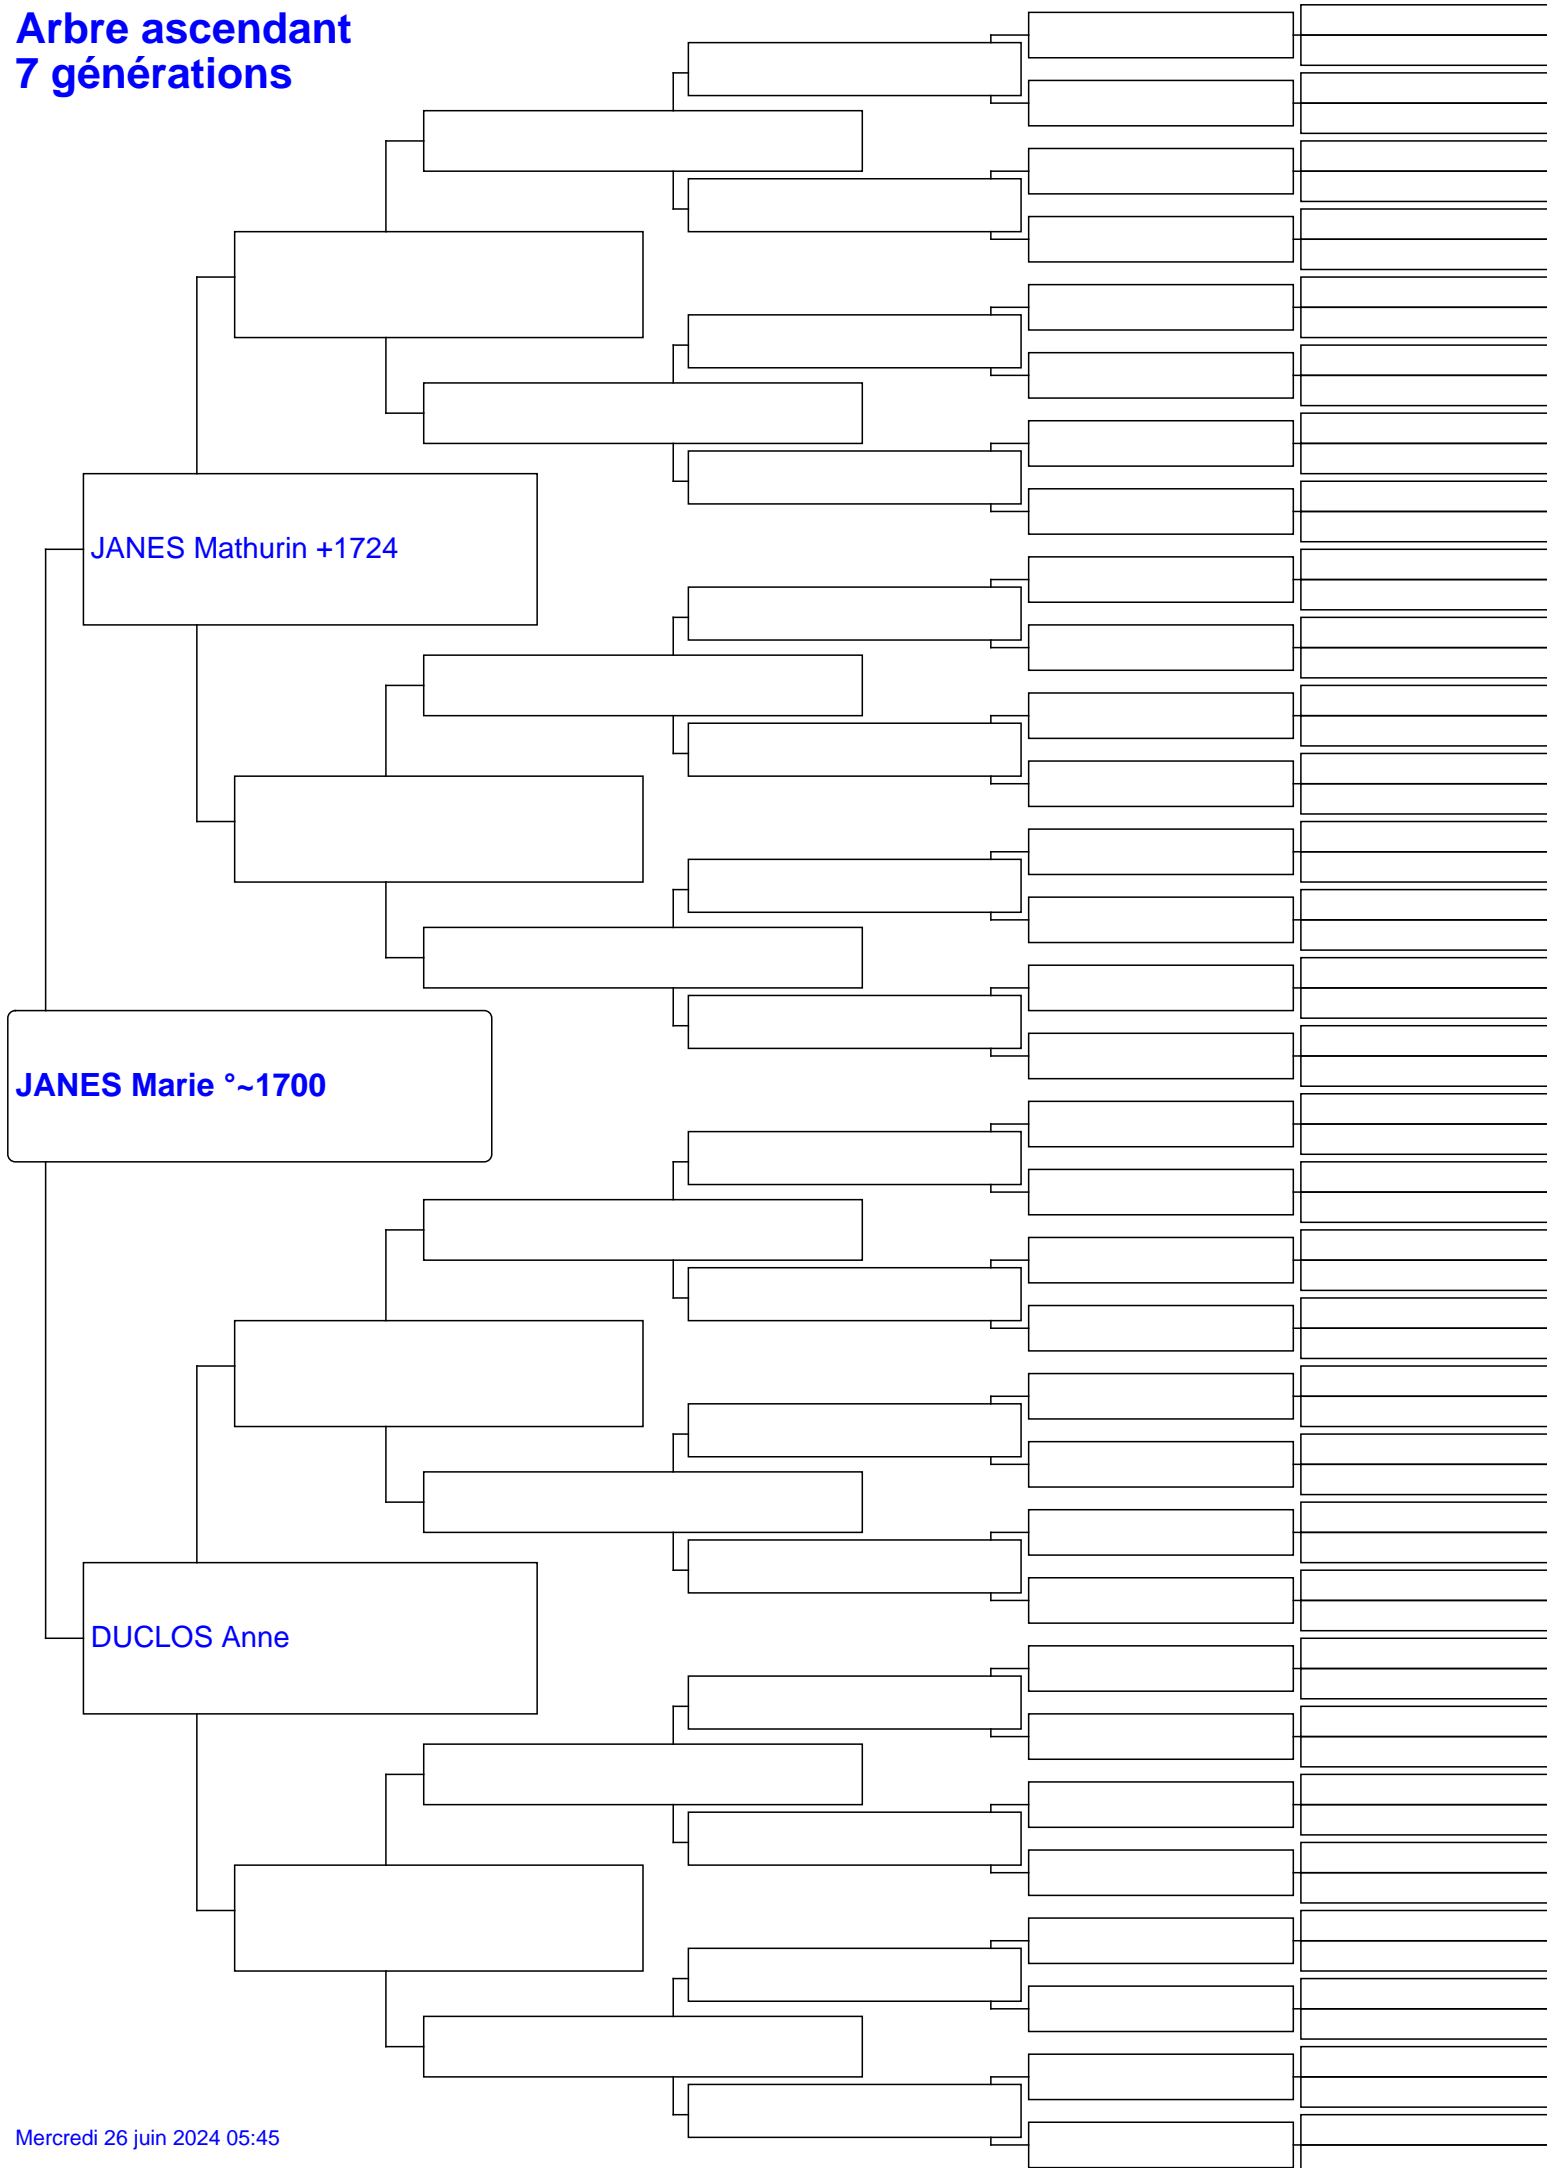 Arbre ascendant
7 générations
JANES Mathurin +1724
JANES Marie °~1700
DUCLOS Anne
Mercredi 26 juin 2024 05:45